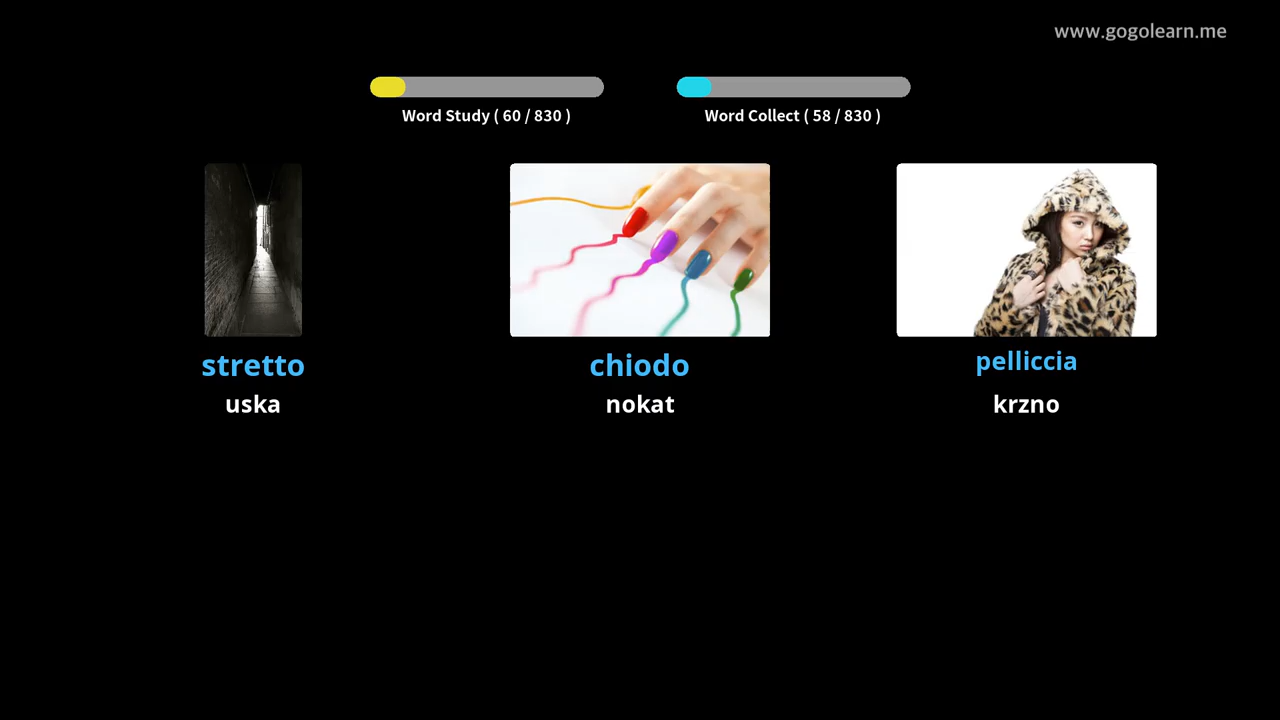 www.gogolearn.me
Word Study ( 60 / 830 )
Word Collect ( 58 / 830 )
stretto
uska
chiodo
nokat
pelliccia
krzno